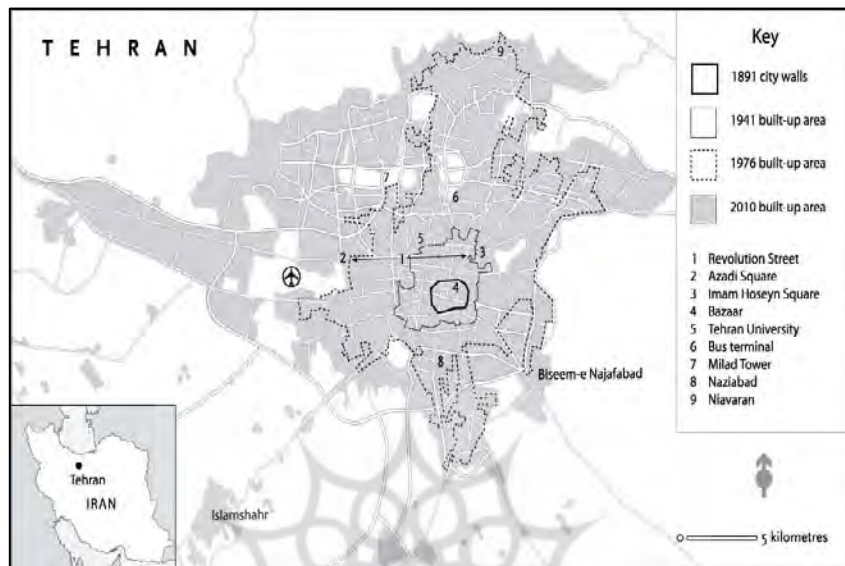 TEHRAN
Key
1891 city walls
1941 built-up area
1976 built-up area
2010 built-up area
1 Revolution Street
2 Azadi Square
3 Imam Hoseyn Square
4 Bazaar
5 Tehran University
6 Bus terminal
7 Milad Tower
8 Naziabad
9 Niavaran
9
7
6
5
2
1
3
4
8
Biseem-e Najafabad
Tehran
IRAN
Islamshahr
5 kilometres